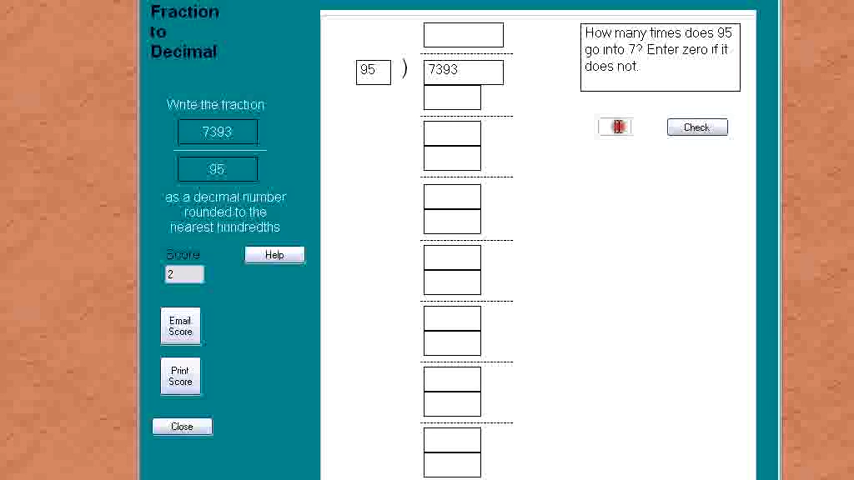 Fraction
to
Decimal
Write the fraction
7393
95
as a decimal number
rounded to the
nearest hundredths
Score
Help
2
Email
Score
Print
Score
Close
95 ) 7393
How many times does 95
go into 7? Enter zero if it
does not.
Check